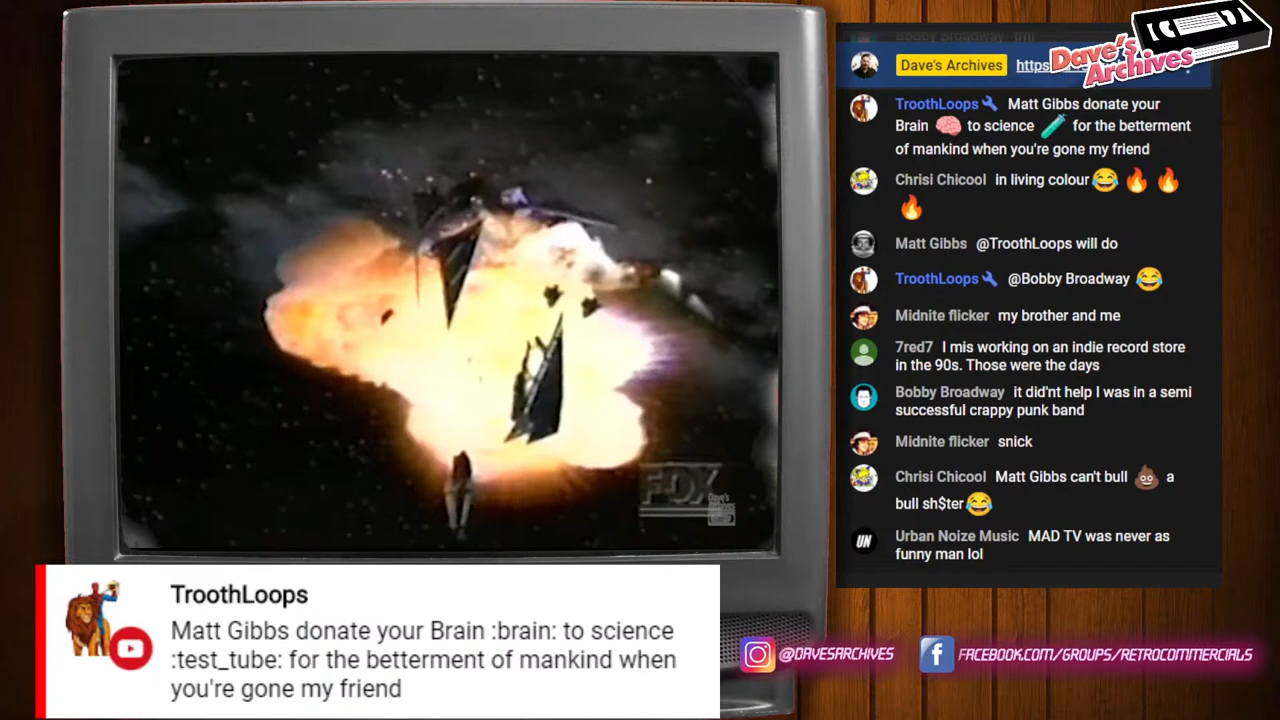 Bobby Broadway tmi
Dave's Archives https
Dave's
Archives
TroothLoops Matt Gibbs donate your
Brain 🧠 to science 🧪 for the betterment
of mankind when you're gone my friend
Chrisi Chicool in living colour😂 🔥 🔥
🔥
Matt Gibbs @TroothLoops will do
TroothLoops @Bobby Broadway 😂
Midnite flicker my brother and me
7red7 I mis working on an indie record store
in the 90s. Those were the days
Bobby Broadway it did'nt help I was in a semi
successful crappy punk band
Midnite flicker snick
Chrisi Chicool Matt Gibbs can't bull 💩 a
bull sh$ter😂
UN Urban Noize Music MAD TV was never as
funny man lol
FOX
Dave's
TroothLoops
Matt Gibbs donate your Brain :brain: to science
:test_tube: for the betterment of mankind when
you're gone my friend
@DAVESARCHIVES
FACEBOOK.COM/GROUPS/RETROCOMMERCIALS